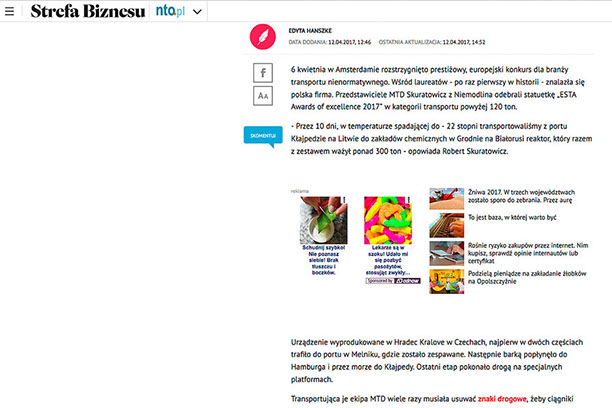 Strefa Biznesu nto.pl
EDYTA HANSZKE
DATA DODANIA: 12.04.2017, 12:46 OSTATNIA AKTUALIZACJA: 12.04.2017, 14:52
f
AA
SKOMENTUJ
6 kwietnia w Amsterdamie rozstrzygnięto prestiżowy, europejski konkurs dla branży
transportu nienormatywnego. Wśród laureatów - po raz pierwszy w historii - znalazła się
polska firma. Przedstawiciele MTD Skuratowicz z Niemodlina odebrali statuetkę „ESTA
Awards of excellence 2017” w kategorii transportu powyżej 120 ton.
- Przez 10 dni, w temperaturze spadającej do - 22 stopni transportowaliśmy z portu
Kłajpedzie na Litwie do zakładów chemicznych w Grodnie na Białorusi reaktor, który razem
z zestawem ważył ponad 300 ton - opowiada Robert Skuratowicz.
reklama
Schudnij szybko!
Nie poznasz
siebie! Brak
tłuszczu i
boczków.
Lekarze są w
szoku! Udało mi
się pozbyć
pasożytów,
stosując zwykły...
Sponsored by zdrow
Żniwa 2017. W trzech województwach
zostało sporo do zebrania. Przez aurę
To jest baza, w której warto być
Rośnie ryzyko zakupów przez internet. Nim
kupisz, sprawdź opinie internautów lub
certyfikat
Podzielą pieniądze na zakładanie żłobków
na Opolszczyźnie
Urządzenie wyprodukowane w Hradec Kralove w Czechach, najpierw w dwóch częściach
trafiło do portu w Melniku, gdzie zostało zespawane. Następnie barką popłynęło do
Hamburga i przez morze do Kłajpedy. Ostatni etap pokonało drogą na specjalnych
platformach.
Transportująca je ekipa MTD wiele razy musiała usuwać znaki drogowe, żeby ciągniki